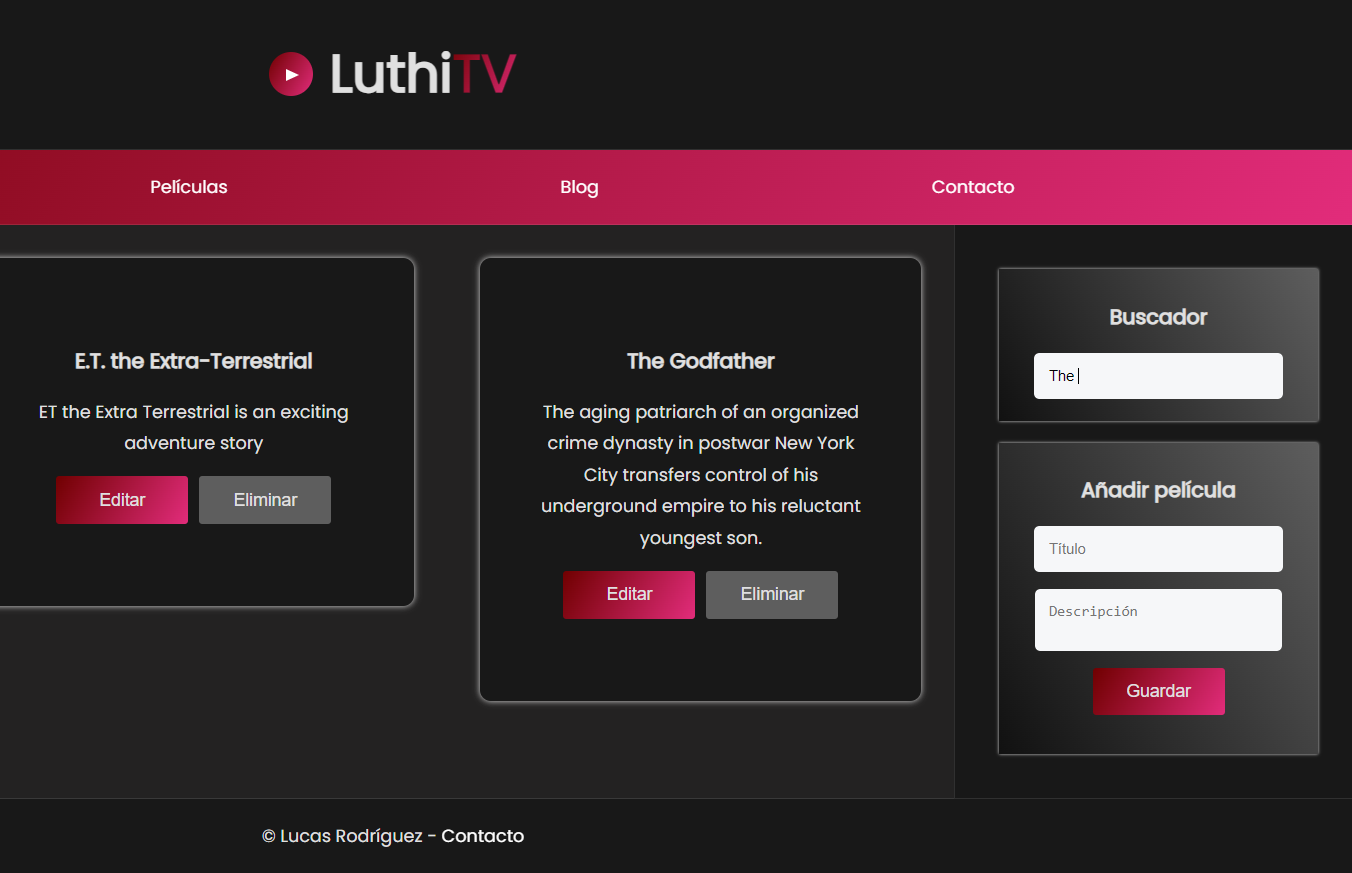 LuthiTV
Películas
Blog
Contacto
E.T. the Extra-Terrestrial
ET the Extra Terrestrial is an exciting
adventure story
Editar
Eliminar
The Godfather
The aging patriarch of an organized
crime dynasty in postwar New York
City transfers control of his
underground empire to his reluctant
youngest son.
Editar
Eliminar
Buscador
The
Añadir película
Título
Descripción
Guardar
© Lucas Rodríguez - Contacto